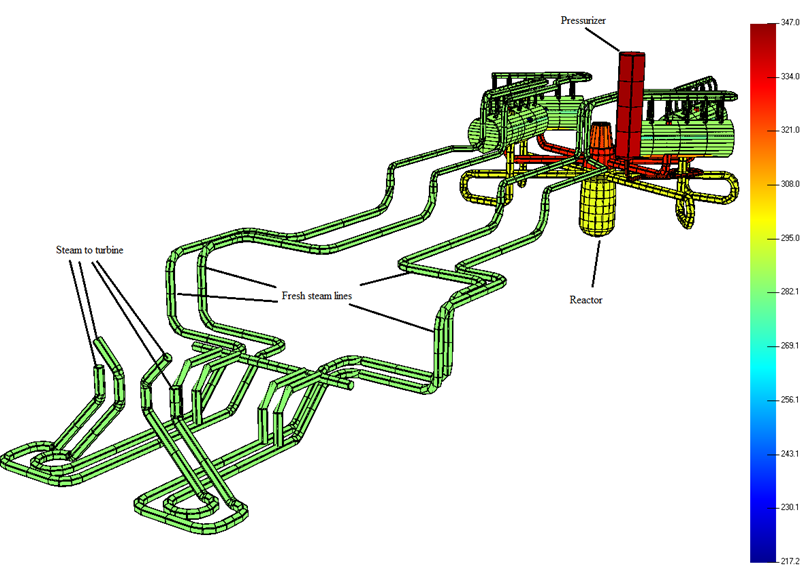 Pressurizer
347.0
334.0
321.0
308.0
Steam to turbine
295.0
Fresh steam lines
282.1
Reactor
269.1
256.1
243.1
230.1
217.2